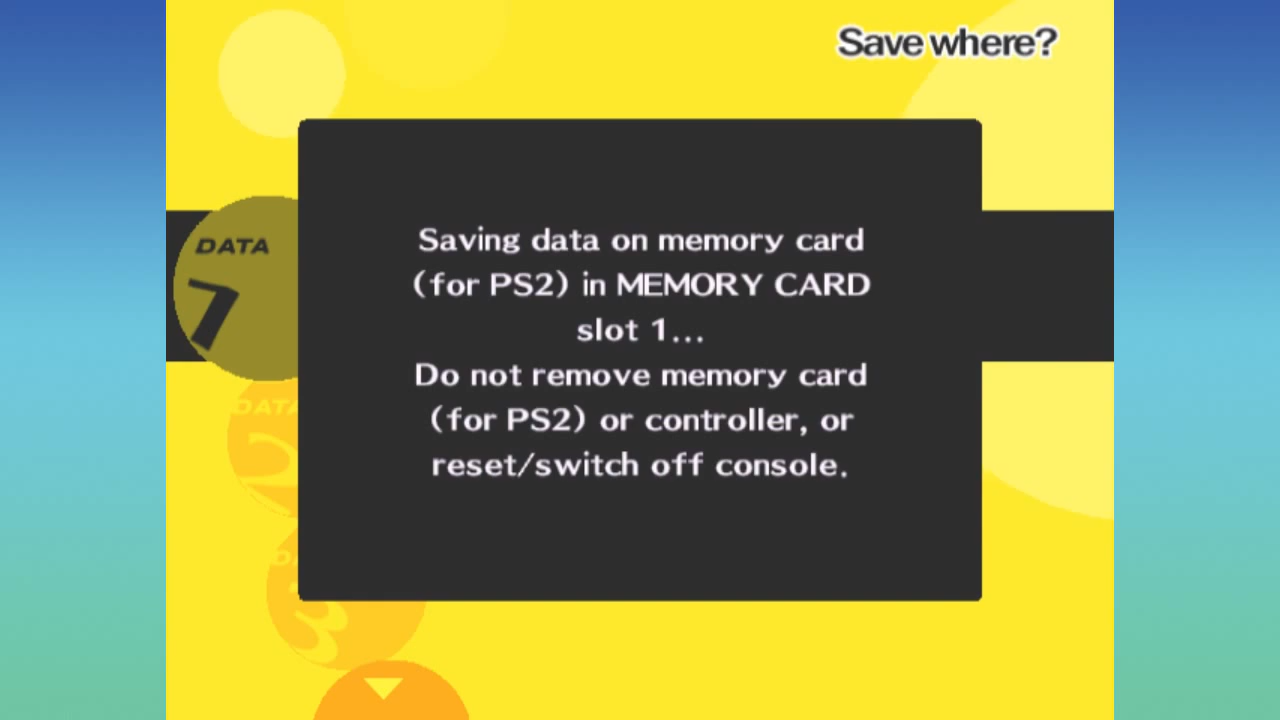 Save where?
DATA
1
Saving data on memory card
(for PS2) in MEMORY CARD
slot 1...
Do not remove memory card
(for PS2) or controller, or
reset/switch off console.
DATA
2
3